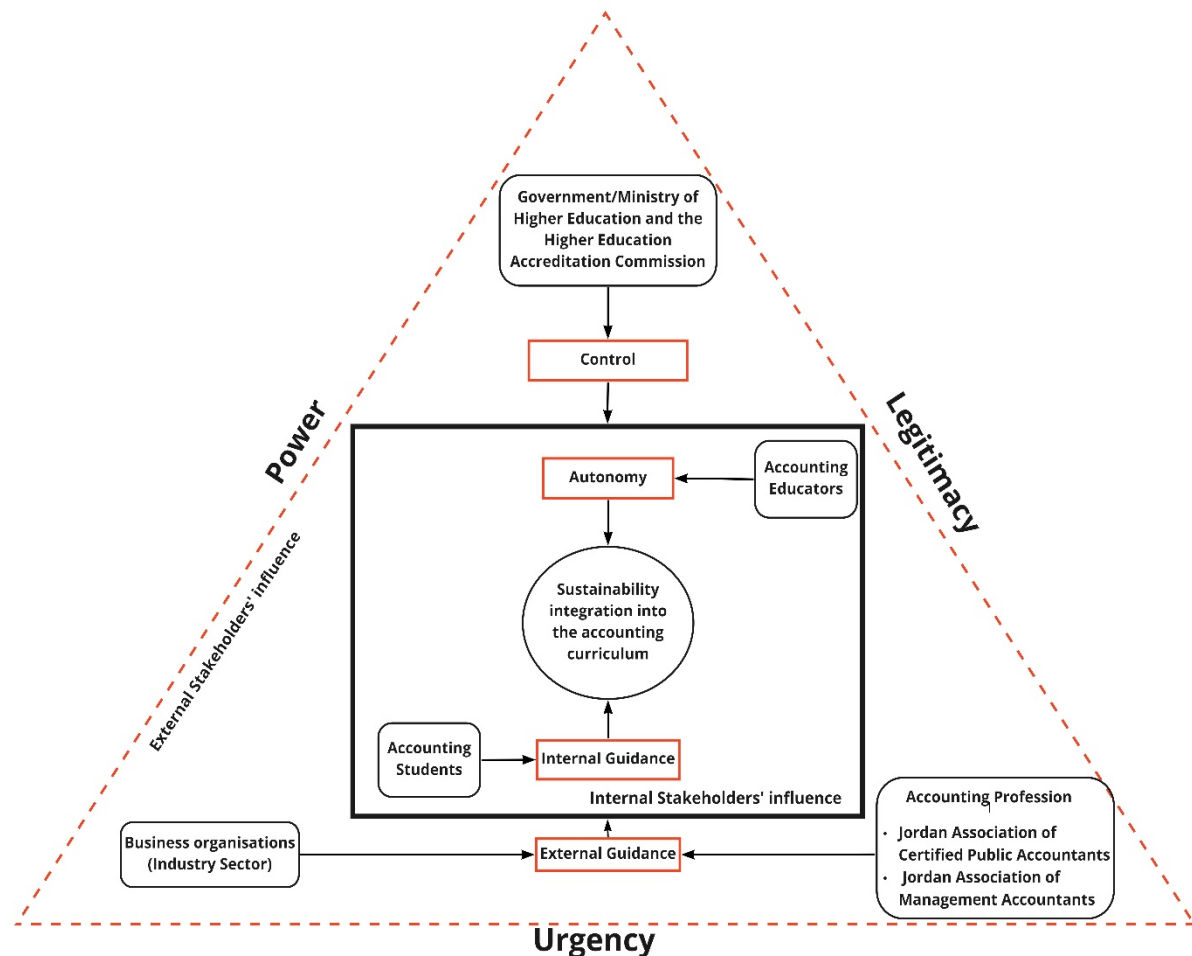 Government/Ministry of
Higher Education and the
Higher Education
Accreditation Commission
Control
Power
Legitimacy
External Stakeholders' influence
Autonomy
Accounting
Educators
Sustainability
integration into
the accounting
curriculum
Accounting
Students
Internal Guidance
Internal Stakeholders' influence
Business organisations
(Industry Sector)
External Guidance
Accounting Profession
• Jordan Association of
Certified Public Accountants
• Jordan Association of
Management Accountants
Urgency